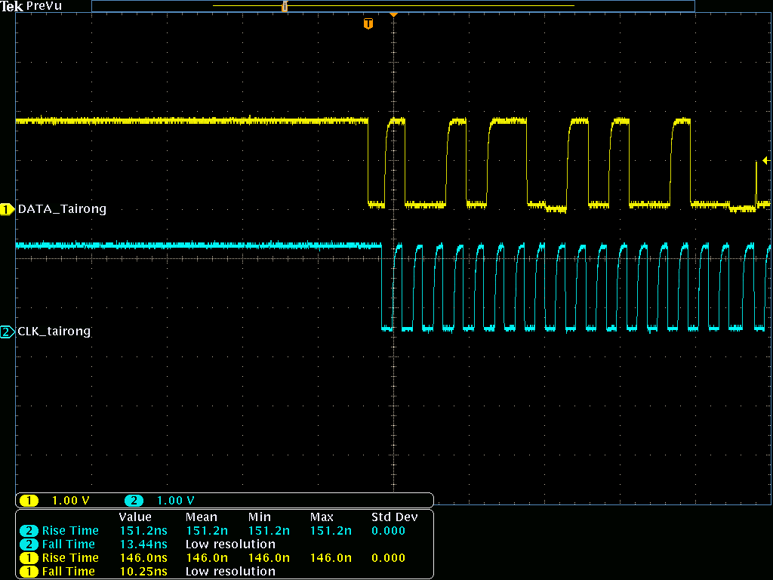 Tek PreVu
T
1 DATA_Tairong
2 CLK_tairong
1 1.00 V 2 1.00 V
Value Mean Min Max Std Dev
2 Rise Time 151.2ns 151.2n 151.2n 151.2n 0.000
2 Fall Time 13.44ns Low resolution
1 Rise Time 146.0ns 146.0n 146.0n 146.0n 0.000
1 Fall Time 10.25ns Low resolution